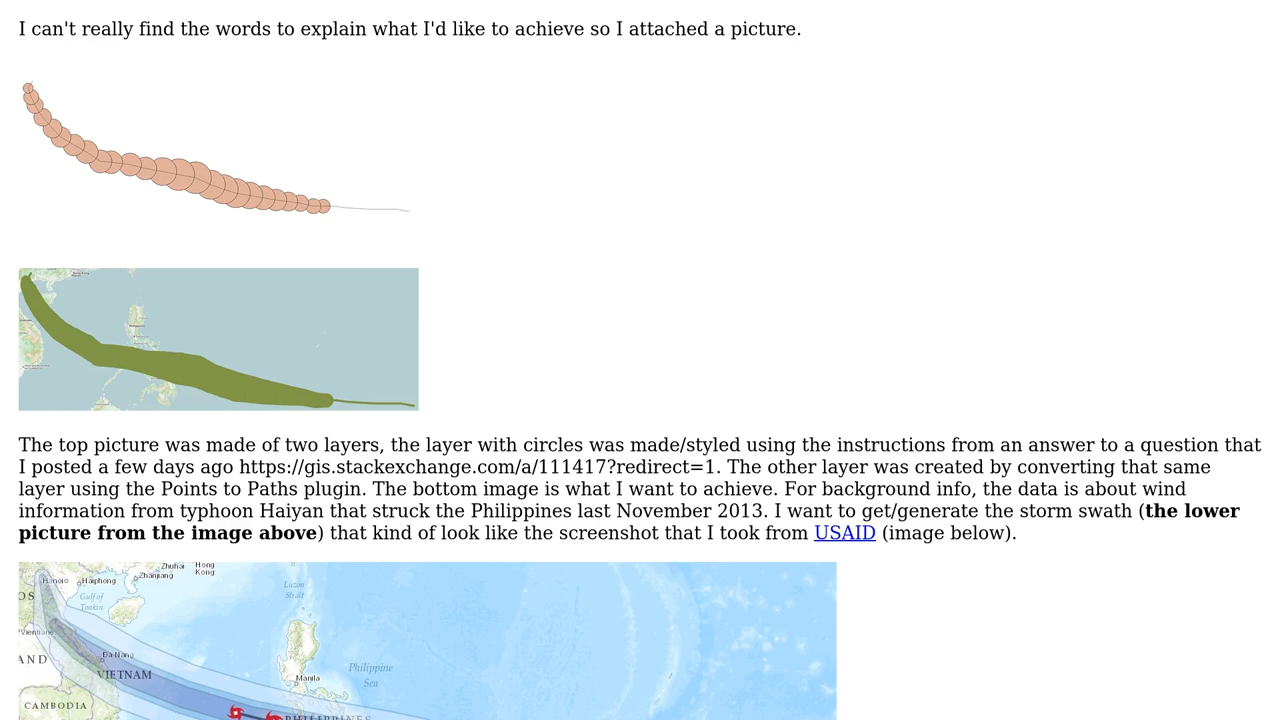 I can't really find the words to explain what I'd like to achieve so I attached a picture.
The top picture was made of two layers, the layer with circles was made/styled using the instructions from an answer to a question that
I posted a few days ago https://gis.stackexchange.com/a/111417?redirect=1. The other layer was created by converting that same
layer using the Points to Paths plugin. The bottom image is what I want to achieve. For background info, the data is about wind
information from typhoon Haiyan that struck the Philippines last November 2013. I want to get/generate the storm swath (the lower
picture from the image above) that kind of look like the screenshot that I took from USAID (image below).
Zhuhai
Hong
Kong
Hanoi
Haiphong
Zhanjiang
Gulf of
Tonkin
Luzon
Strait
OS
Vientiane
Da Nang
AND
VIETNAM
Manila
Philippine
Sea
CAMBODIA
PHILIPPINES